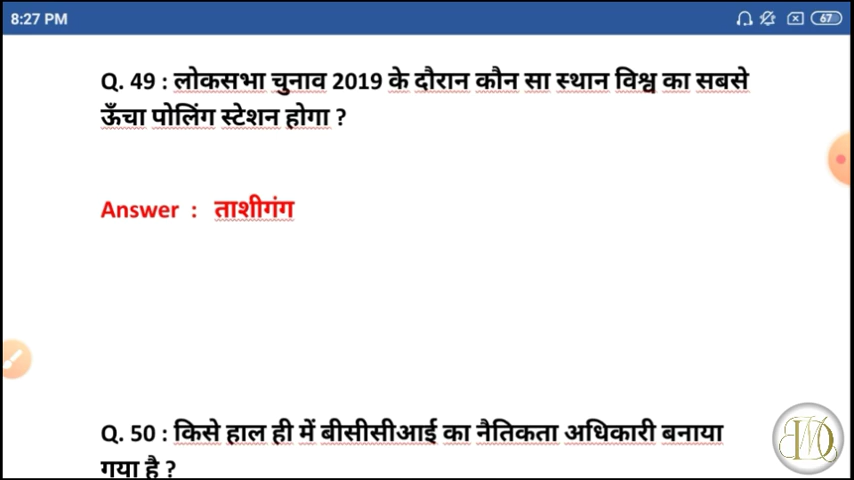 8:27 PM
67
Q. 49 : लोकसभा चुनाव 2019 के दौरान कौन सा स्थान विश्व का सबसे
ऊँचा पोलिंग स्टेशन होगा ?
Answer : ताशीगंग
Q. 50 : किसे हाल ही में बीसीसीआई का नैतिकता अधिकारी बनाया
गया है ?